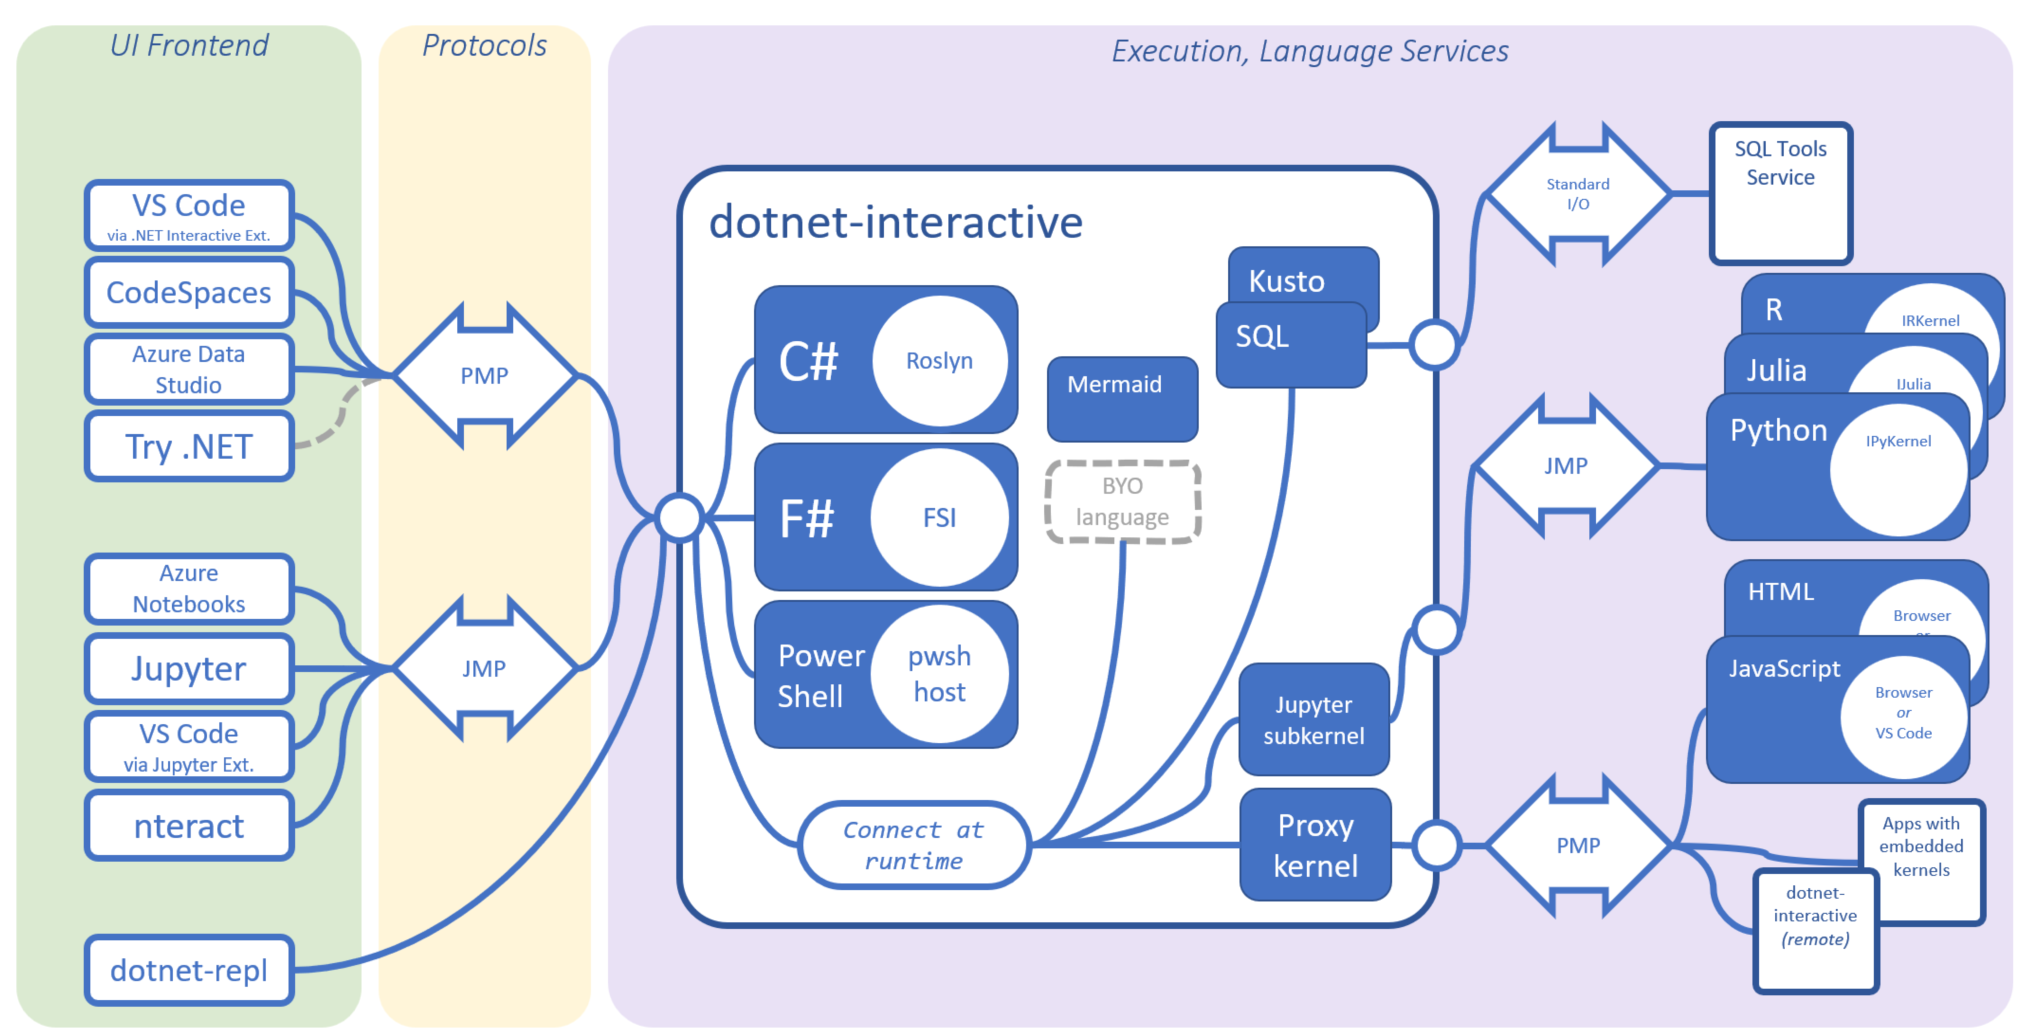 UI Frontend
Protocols
Execution, Language Services
VS Code
via .NET Interactive Ext.
CodeSpaces
Azure Data
Studio
Try .NET
Azure
Notebooks
Jupyter
VS Code
via Jupyter Ext.
nteract
dotnet-repl
PMP
JMP
dotnet-interactive
C#
Roslyn
F#
FSI
Power
Shell
pwsh
host
Mermaid
BYO
language
Kusto
SQL
Connect at
runtime
Jupyter
subkernel
Proxy
kernel
Standard
I/O
SQL Tools
Service
JMP
R
IRKernel
Julia
IJulia
Python
IPyKernel
HTML
Browser
or
JavaScript
Browser
or
VS Code
PMP
Apps with
embedded
kernels
dotnet-
interactive
(remote)